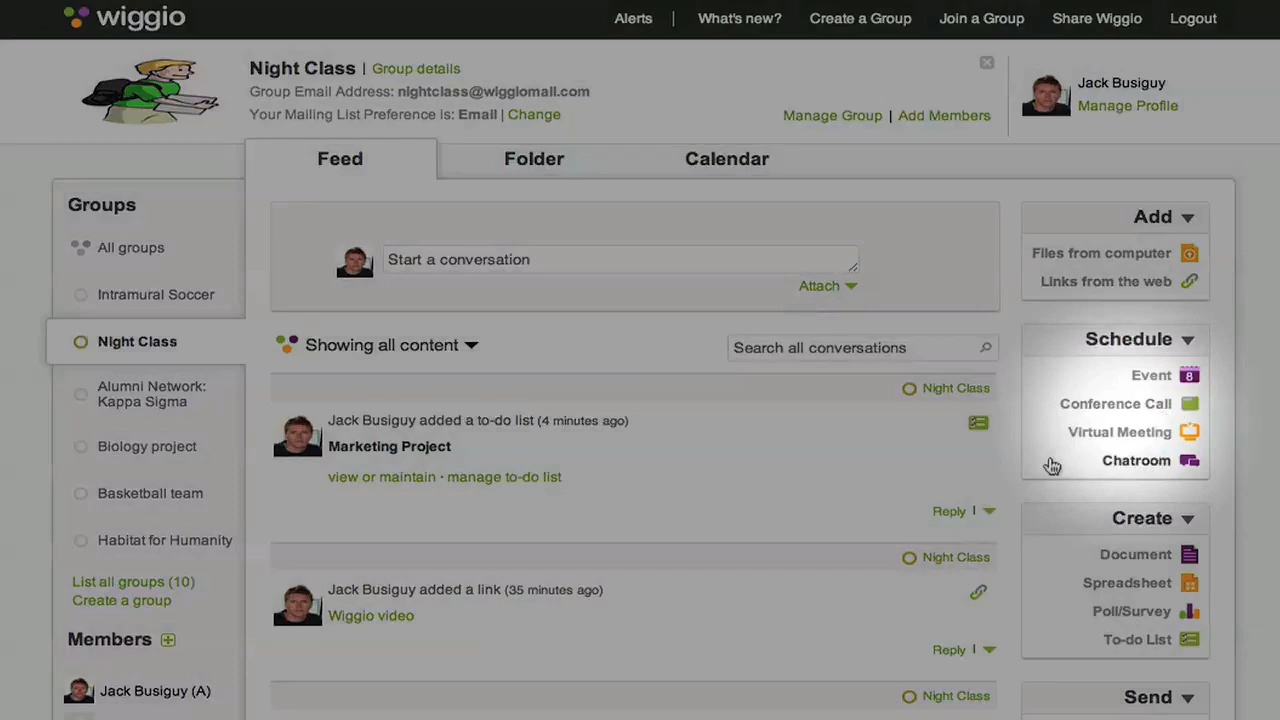 wiggio
Alerts | What's new? Create a Group Join a Group Share Wiggio Logout
Night Class | Group details
Group Email Address: nightclass@wiggiomail.com
Your Mailing List Preference is: Email | Change
Manage Group | Add Members
Jack Busiguy
Manage Profile
Feed Folder Calendar
Groups
All groups
Intramural Soccer
Night Class
Alumni Network:
Kappa Sigma
Biology project
Basketball team
Habitat for Humanity
List all groups (10)
Create a group
Members
Jack Busiguy (A)
Start a conversation
Attach
Showing all content
Search all conversations
Night Class
Jack Busiguy added a to-do list (4 minutes ago)
Marketing Project
view or maintain · manage to-do list
Reply |
Night Class
Jack Busiguy added a link (35 minutes ago)
Wiggio video
Reply |
Night Class
Add
Files from computer
Links from the web
Schedule
Event 8
Conference Call
Virtual Meeting
Chatroom
Create
Document
Spreadsheet
Poll/Survey
To-do List
Send